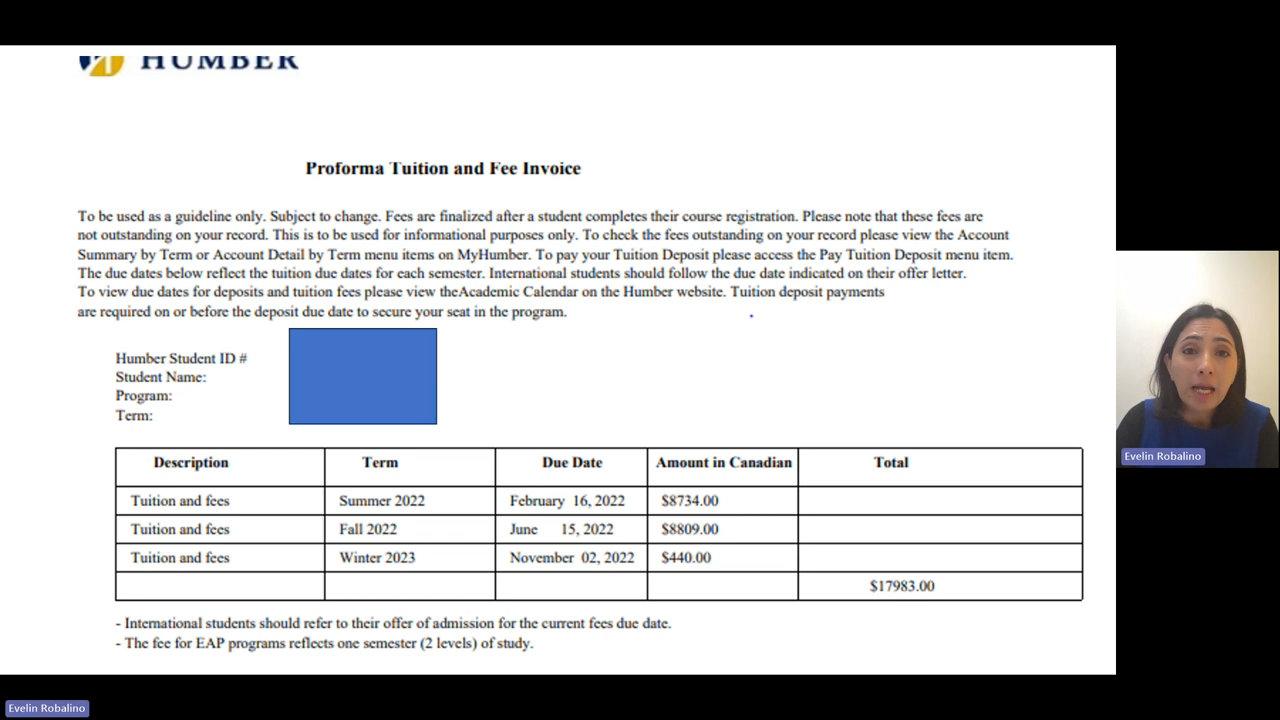 HUMBER
Proforma Tuition and Fee Invoice
To be used as a guideline only. Subject to change. Fees are finalized after a student completes their course registration. Please note that these fees are
not outstanding on your record. This is to be used for informational purposes only. To check the fees outstanding on your record please view the Account
Summary by Term or Account Detail by Term menu items on MyHumber. To pay your Tuition Deposit please access the Pay Tuition Deposit menu item.
The due dates below reflect the tuition due dates for each semester. International students should follow the due date indicated on their offer letter.
To view due dates for deposits and tuition fees please view theAcademic Calendar on the Humber website. Tuition deposit payments
are required on or before the deposit due date to secure your seat in the program.
Humber Student ID #
Student Name:
Program:
Term:
Description Term Due Date Amount in Canadian Total
Tuition and fees Summer 2022 February 16, 2022 $8734.00
Tuition and fees Fall 2022 June 15, 2022 $8809.00
Tuition and fees Winter 2023 November 02, 2022 $440.00
$17983.00
- International students should refer to their offer of admission for the current fees due date.
- The fee for EAP programs reflects one semester (2 levels) of study.
Evelin Robalino
Evelin Robalino